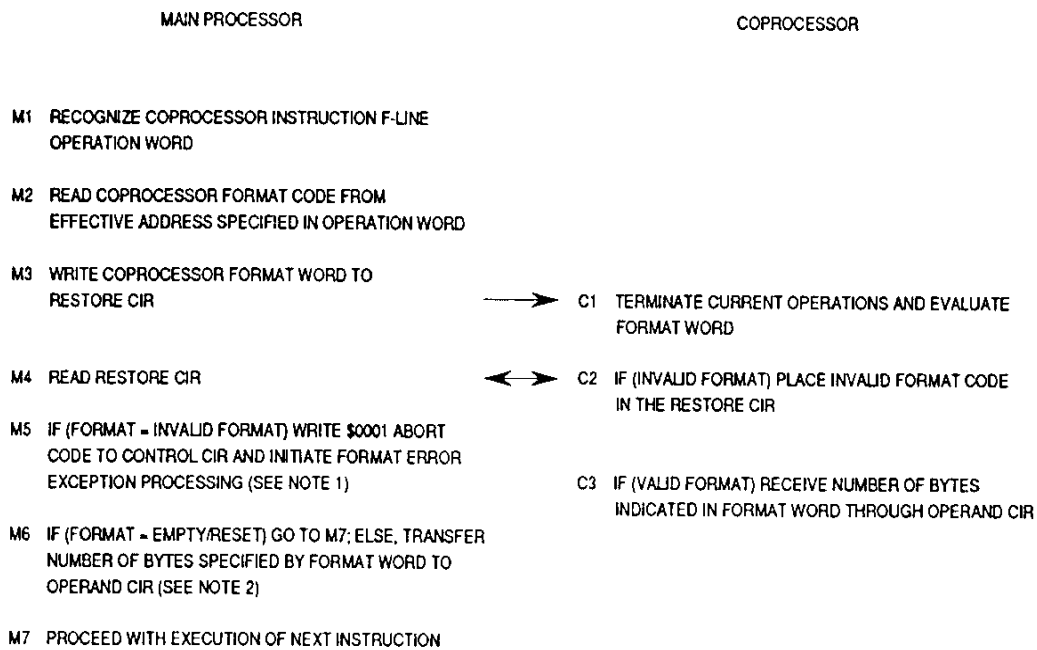 MAIN PROCESSOR
COPROCESSOR
M1 RECOGNIZE COPROCESSOR INSTRUCTION F-LINE
OPERATION WORD
M2 READ COPROCESSOR FORMAT CODE FROM
EFFECTIVE ADDRESS SPECIFIED IN OPERATION WORD
M3 WRITE COPROCESSOR FORMAT WORD TO
RESTORE CIR
C1 TERMINATE CURRENT OPERATIONS AND EVALUATE
FORMAT WORD
M4 READ RESTORE CIR
C2 IF (INVALID FORMAT) PLACE INVALID FORMAT CODE
IN THE RESTORE CIR
M5 IF (FORMAT = INVALID FORMAT) WRITE $0001 ABORT
CODE TO CONTROL CIR AND INITIATE FORMAT ERROR
EXCEPTION PROCESSING (SEE NOTE 1)
C3 IF (VALID FORMAT) RECEIVE NUMBER OF BYTES
INDICATED IN FORMAT WORD THROUGH OPERAND CIR
M6 IF (FORMAT = EMPTY/RESET) GO TO M7; ELSE, TRANSFER
NUMBER OF BYTES SPECIFIED BY FORMAT WORD TO
OPERAND CIR (SEE NOTE 2)
M7 PROCEED WITH EXECUTION OF NEXT INSTRUCTION